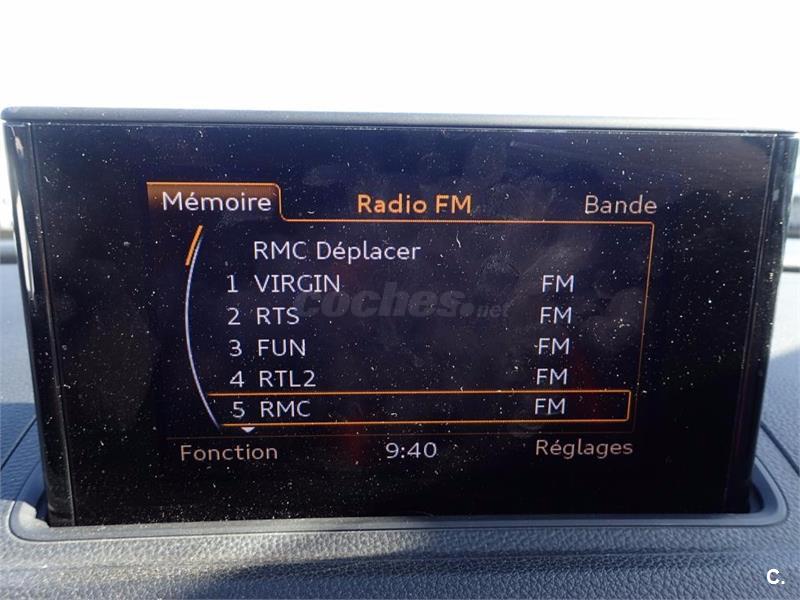 Mémoire Radio FM Bande
RMC Déplacer
1 VIRGIN FM
2 RTS FM
3 FUN FM
4 RTL2 FM
5 RMC FM
Fonction 9:40 Réglages
coches.net
C.